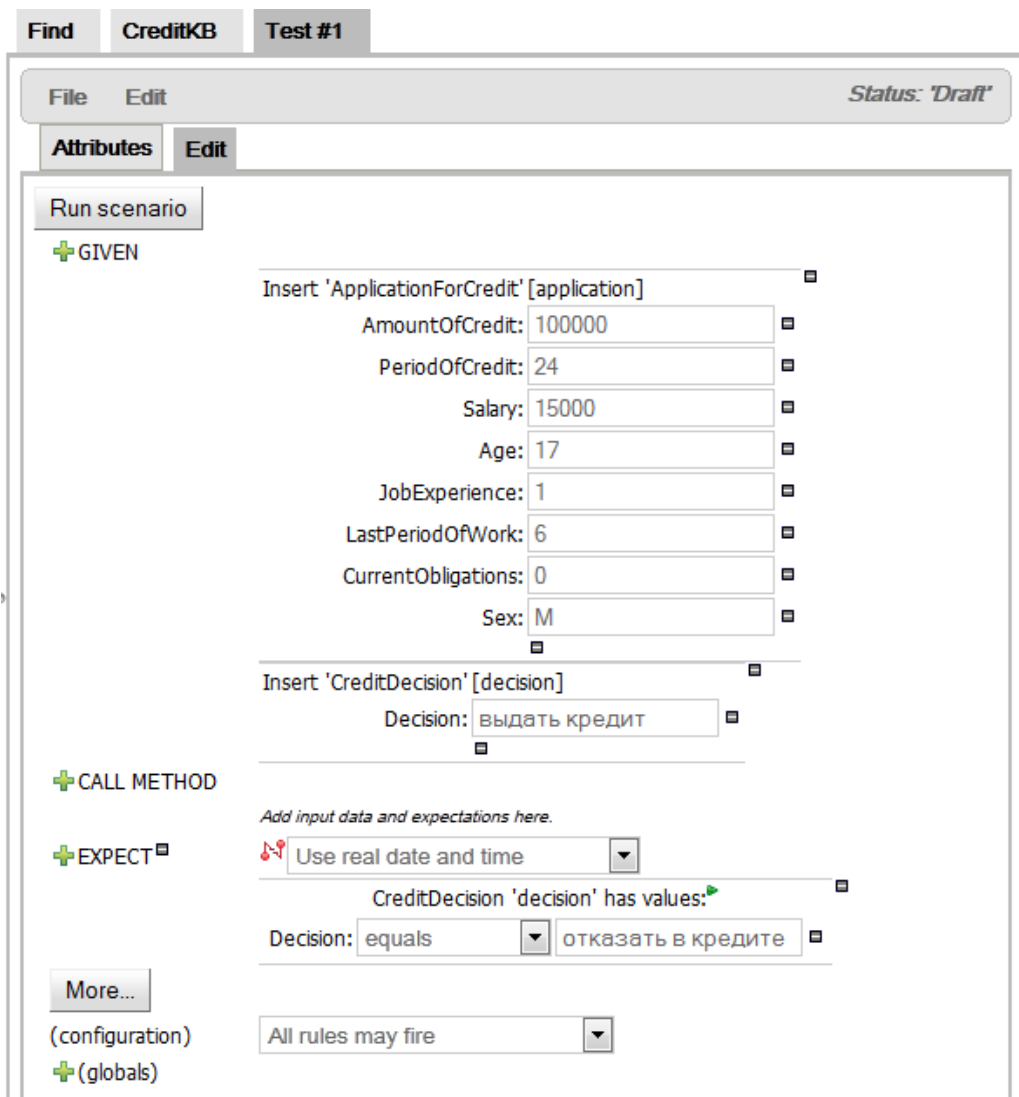 Find CreditKB Test #1
File Edit Status: 'Draft'
Attributes Edit
Run scenario
GIVEN
Insert 'ApplicationForCredit' [application]
AmountOfCredit: 100000
PeriodOfCredit: 24
Salary: 15000
Age: 17
JobExperience: 1
LastPeriodOfWork: 6
CurrentObligations: 0
Sex: M
Insert 'CreditDecision' [decision]
Decision: выдать кредит
CALL METHOD
Add input data and expectations here.
EXPECT Use real date and time
CreditDecision 'decision' has values:
Decision: equals отказать в кредите
More...
(configuration) All rules may fire
(globals)